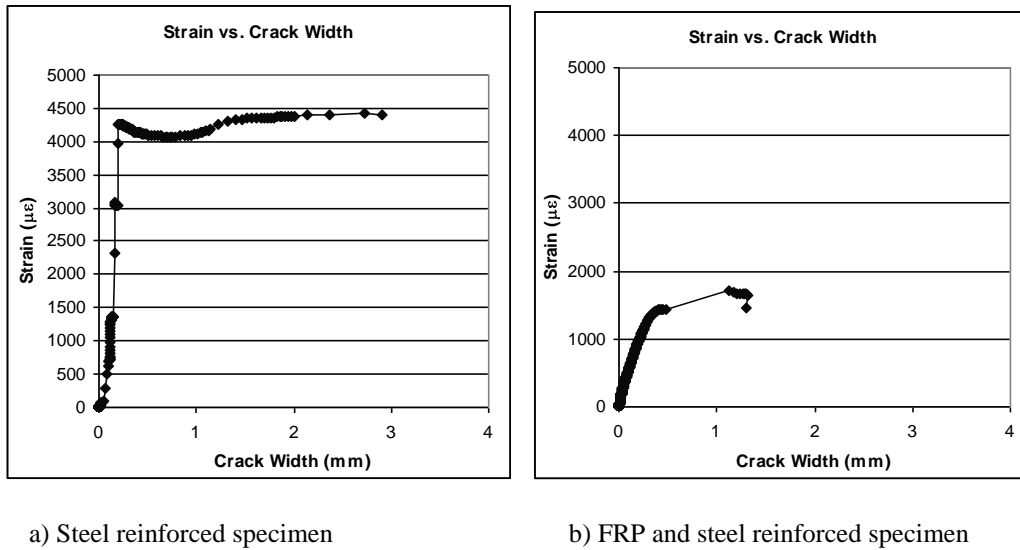 Strain vs. Crack Width
5000
4500
4000
3500
3000
2500
2000
1500
1000
500
0
Strain (µε)
0 1 2 3 4
Crack Width (mm)
a) Steel reinforced specimen
Strain vs. Crack Width
5000
4000
3000
2000
1000
0
Strain (µε)
0 1 2 3 4
Crack Width (mm)
b) FRP and steel reinforced specimen